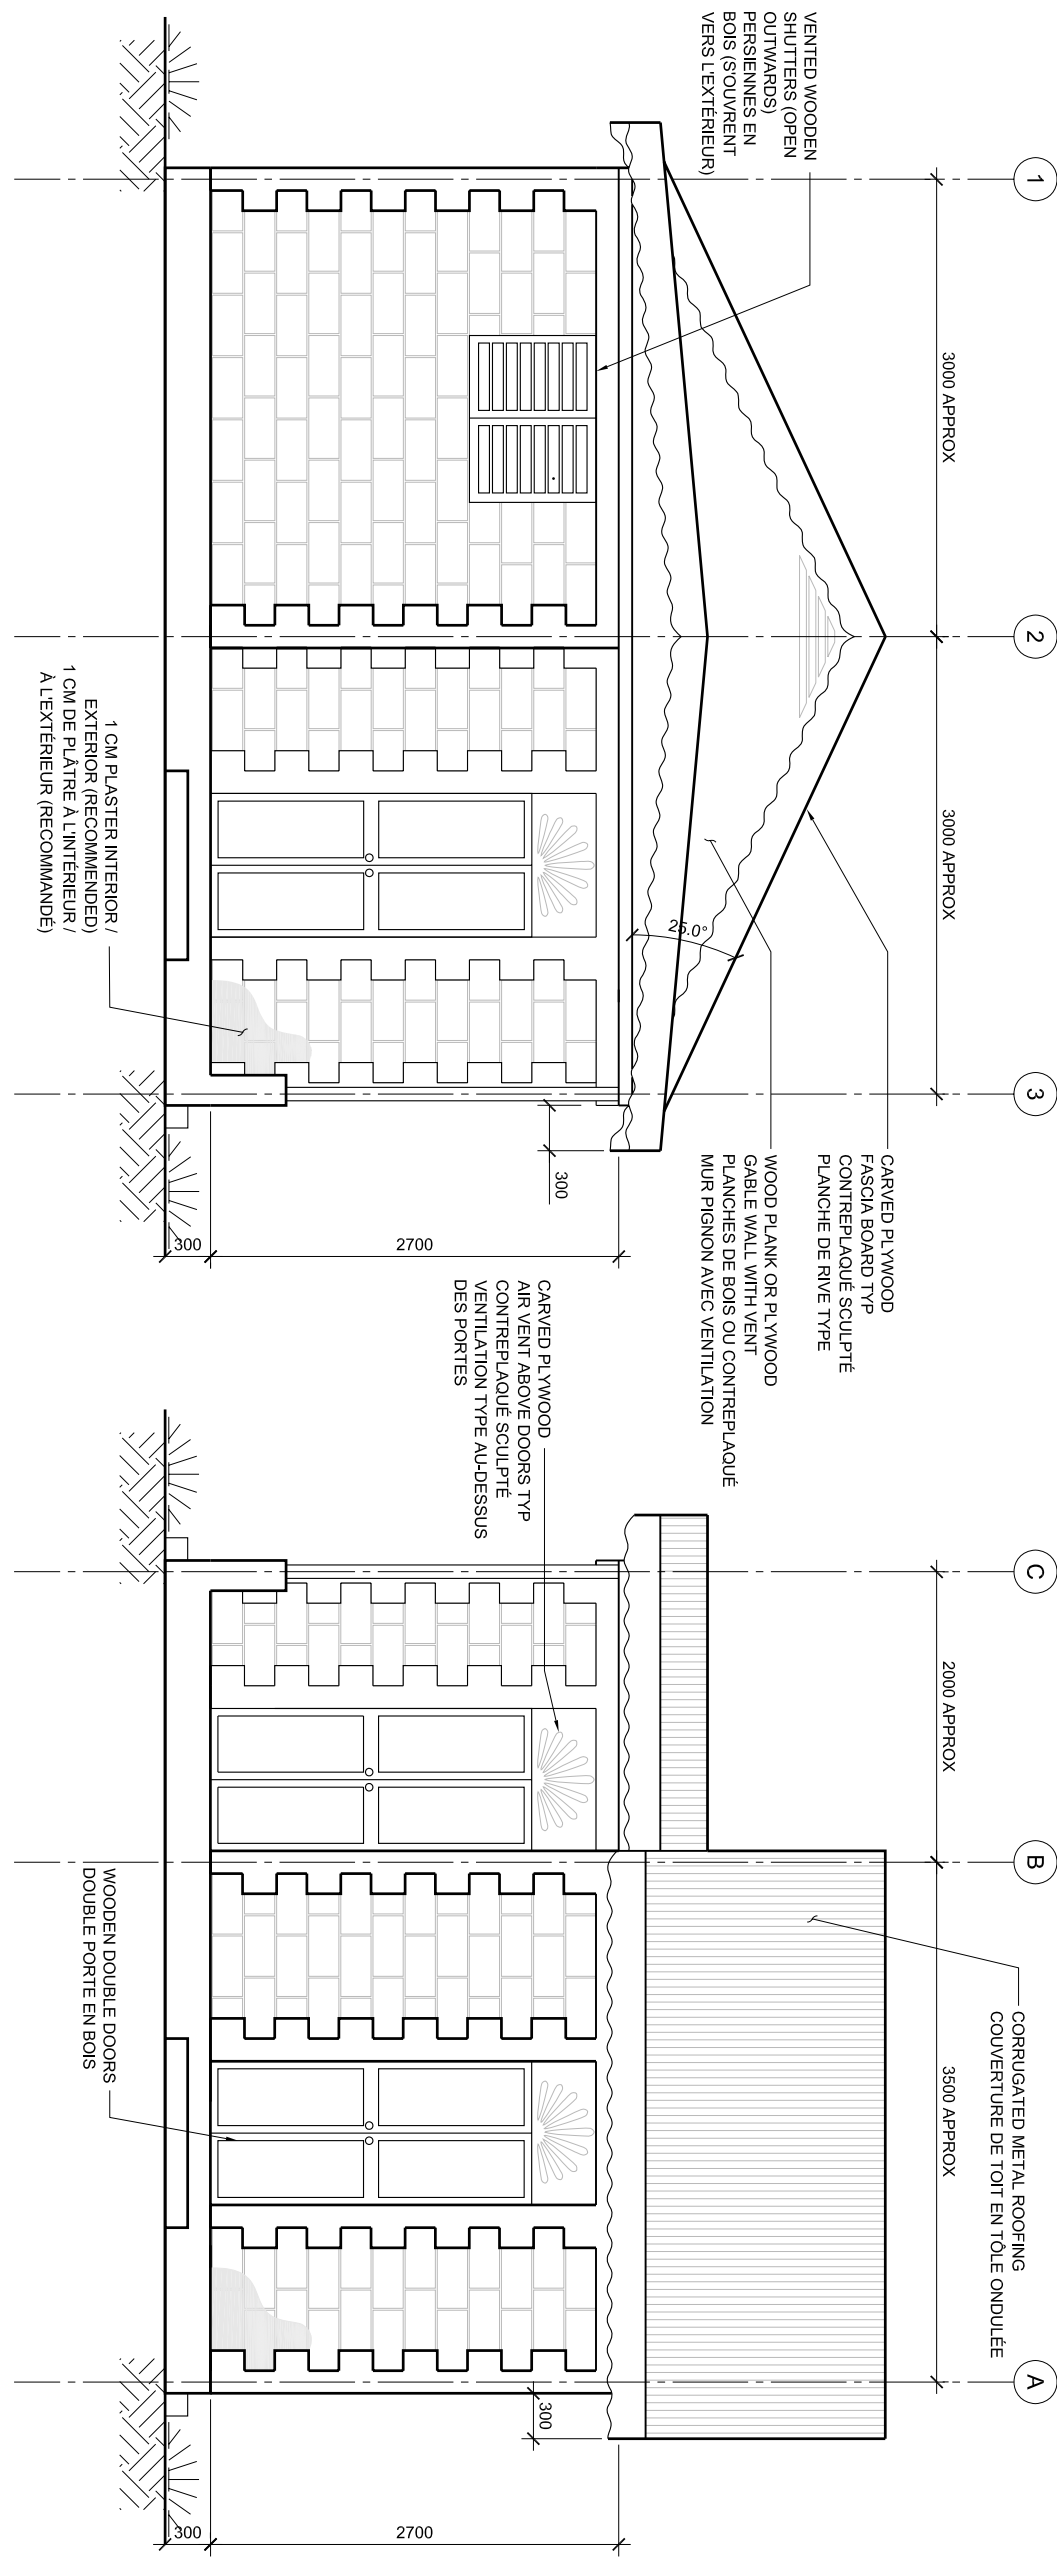 1
2
3
3000 APPROX
3000 APPROX
VENTED WOODEN
SHUTTERS (OPEN
OUTWARDS)
PERSIENNES EN
BOIS (S'OUVRENT
VERS L'EXTÉRIEUR)
CARVED PLYWOOD
FASCIA BOARD TYP
CONTREPLAQUÉ SCULPTÉ
PLANCHE DE RIVE TYPE
WOOD PLANK OR PLYWOOD
GABLE WALL WITH VENT
PLANCHES DE BOIS OU CONTREPLAQUÉ
MUR PIGNON AVEC VENTILATION
25.0°
300
2700
300
1 CM PLASTER INTERIOR /
EXTERIOR (RECOMMENDED)
1 CM DE PLÂTRE À L'INTÉRIEUR /
À L'EXTÉRIEUR (RECOMMANDÉ)
C
B
A
2000 APPROX
3500 APPROX
CORRUGATED METAL ROOFING
COUVERTURE DE TOIT EN TÔLE ONDULÉE
CARVED PLYWOOD
AIR VENT ABOVE DOORS TYP
CONTREPLAQUÉ SCULPTÉ
VENTILATION TYPE AU-DESSUS
DES PORTES
300
2700
300
WOODEN DOUBLE DOORS
DOUBLE PORTE EN BOIS